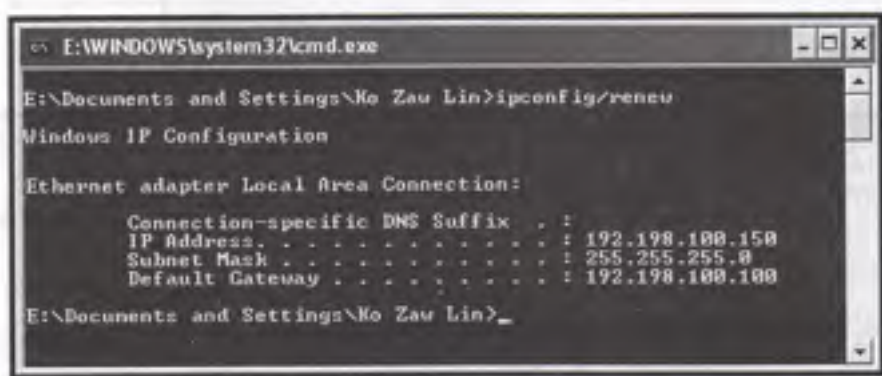 E:\WINDOWS\system32\cmd.exe
E:\Documents and Settings\Ko Zaw Lin>ipconfig/renew
Windows IP Configuration
Ethernet adapter Local Area Connection:
Connection-specific DNS Suffix . :
IP Address. . . . . . . . . . . . : 192.198.100.150
Subnet Mask . . . . . . . . . . . : 255.255.255.0
Default Gateway . . . . . . . . . : 192.198.100.100
E:\Documents and Settings\Ko Zaw Lin>_